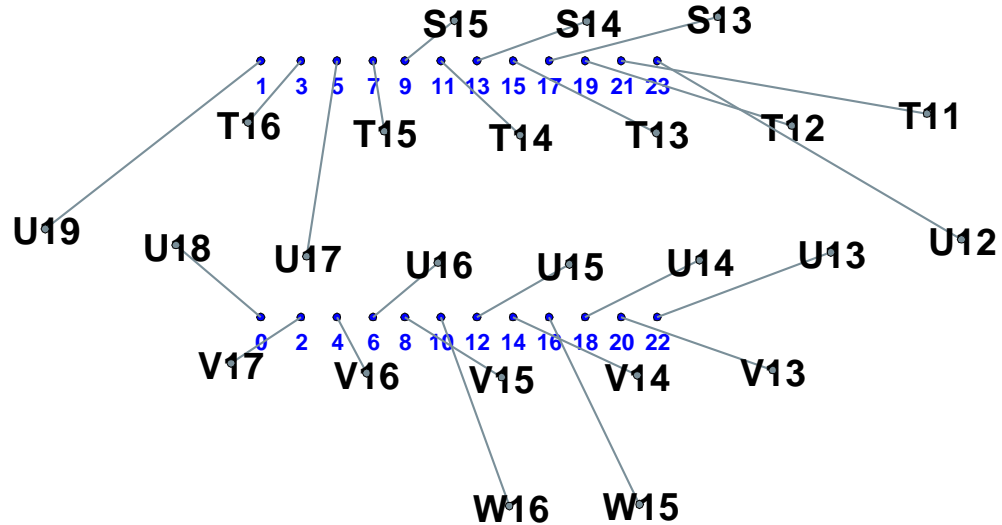 S15 S14 S13
1 3 5 7 9 11 13 15 17 19 21 23
T16 T15 T14 T13 T12 T11
U19 U18 U17 U16 U15 U14 U13 U12
0 2 4 6 8 10 12 14 16 18 20 22
V17 V16 V15 V14 V13
W16 W15